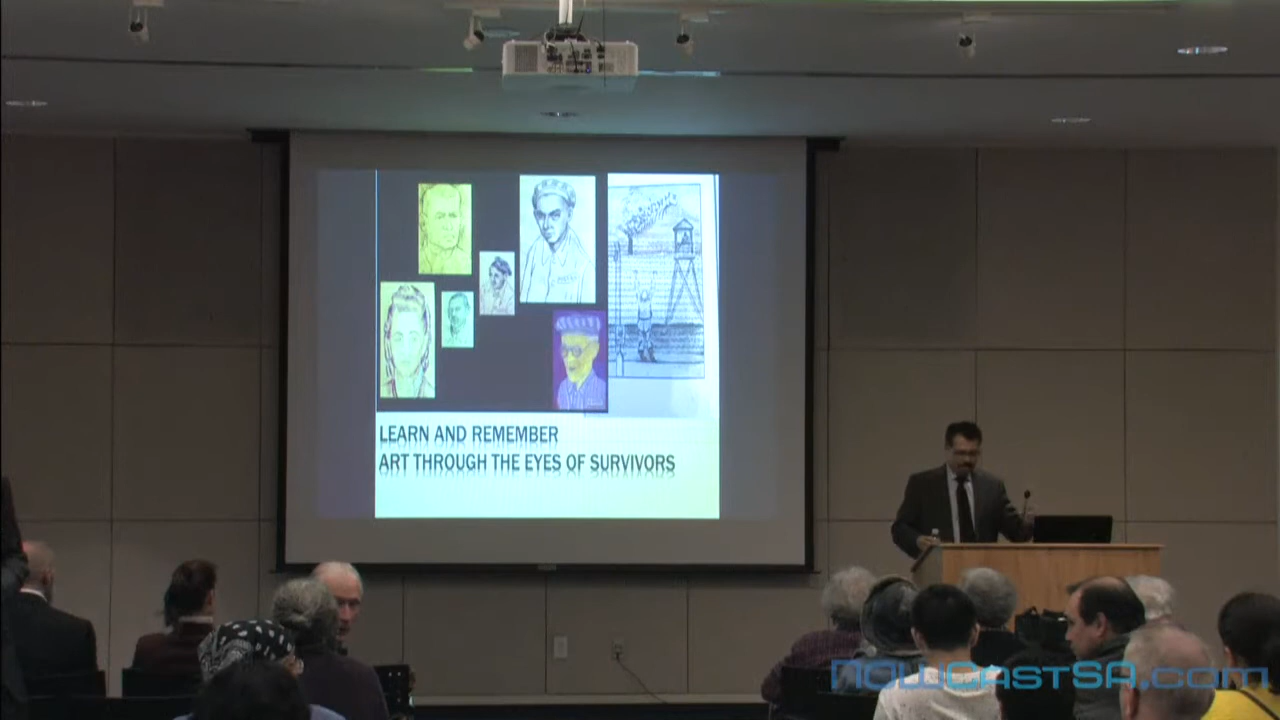 LEARN AND REMEMBER
ART THROUGH THE EYES OF SURVIVORS
NOWCastSA.com